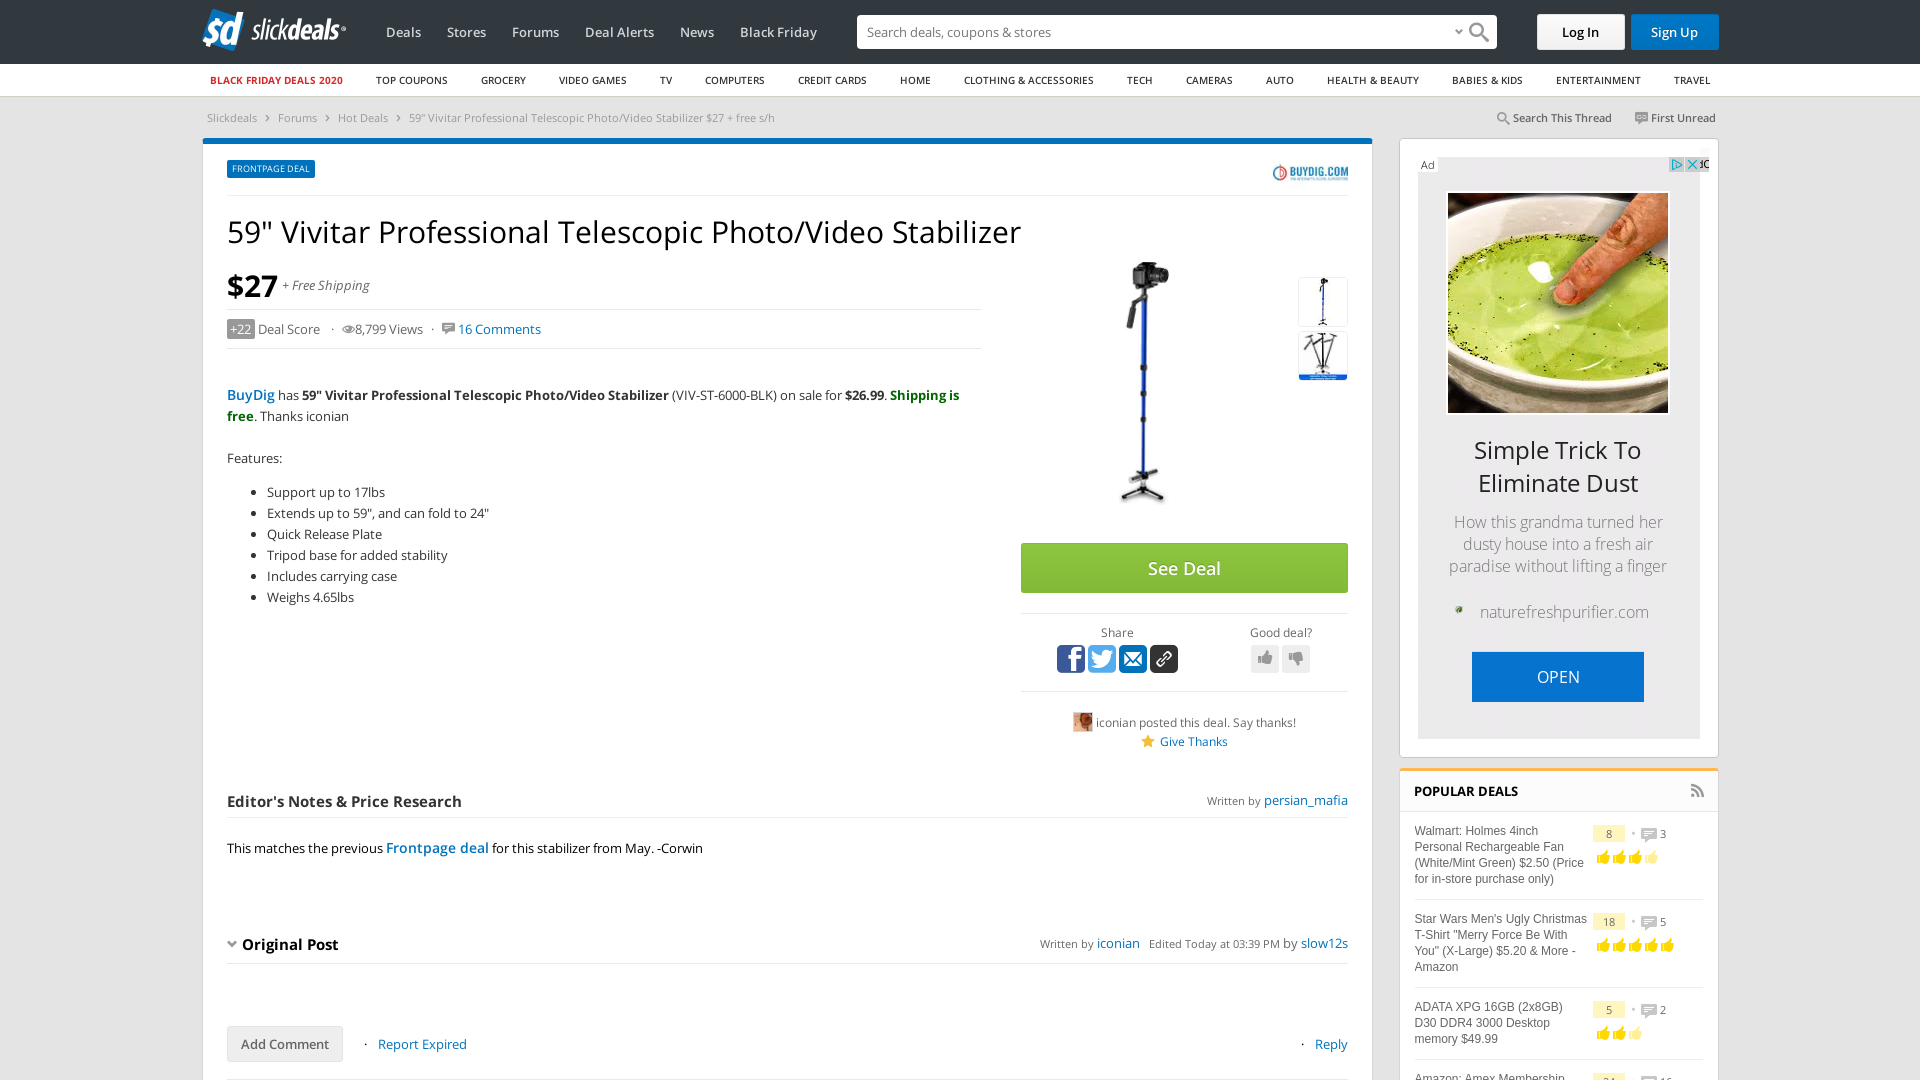 sd slickdeals
Deals
Stores
Forums
Deal Alerts
News
Black Friday
Search deals, coupons & shops
Log In
Sign Up
BLACK FRIDAY DEALS 2020
TOP COUPONS
GROCERY
VIDEO GAMES
TV
COMPUTERS
CREDIT CARDS
HOME
CLOTHING & ACCESSORIES
TECH
CAMERAS
AUTO
HEALTH & BEAUTY
BABIES & KIDS
ENTERTAINMENT
TRAVEL
Slickdeals › Forums › Hot Deals › 59" Vivitar Professional Telescopic Photo/Video Stabilizer $27 + free s/h
Search This Thread
First Unread
FRONTPAGE DEAL
BUYDIG.COM
59" Vivitar Professional Telescopic Photo/Video Stabilizer
$27 + Free Shipping
+22 Deal Score · 8,799 Views · 16 Comments
BuyDig has 59" Vivitar Professional Telescopic Photo/Video Stabilizer (VIV-ST-6000-BLK) on sale for $26.99. Shipping is
free. Thanks iconian
Features:
• Support up to 17lbs
• Extends up to 59", and can fold to 24"
• Quick Release Plate
• Tripod base for added stability
• Includes carrying case
• Weighs 4.65lbs
See Deal
Share
Good deal?
iconian posted this deal. Say thanks!
Give Thanks
Editor's Notes & Price Research
Written by persian_mafia
This matches the previous Frontpage deal for this stabilizer from May. -Corwin
Original Post
Written by iconian Edited Today at 03:39 PM by slow12s
Add Comment
· Report Expired
· Reply
Ad
Simple Trick To
Eliminate Dust
How this grandma turned her
dusty house into a fresh air
paradise without lifting a finger
naturefreshpurifier.com
OPEN
POPULAR DEALS
Walmart: Holmes 4inch
Personal Rechargeable Fan
(White/Mint Green) $2.50 (Price
for in-store purchase only)
8 • 3
Star Wars Men's Ugly Christmas
T-Shirt "Merry Force Be With
You" (X-Large) $5.20 & More -
Amazon
18 • 5
ADATA XPG 16GB (2x8GB)
D30 DDR4 3000 Desktop
memory $49.99
5 • 2
Amazon: Amex Membership